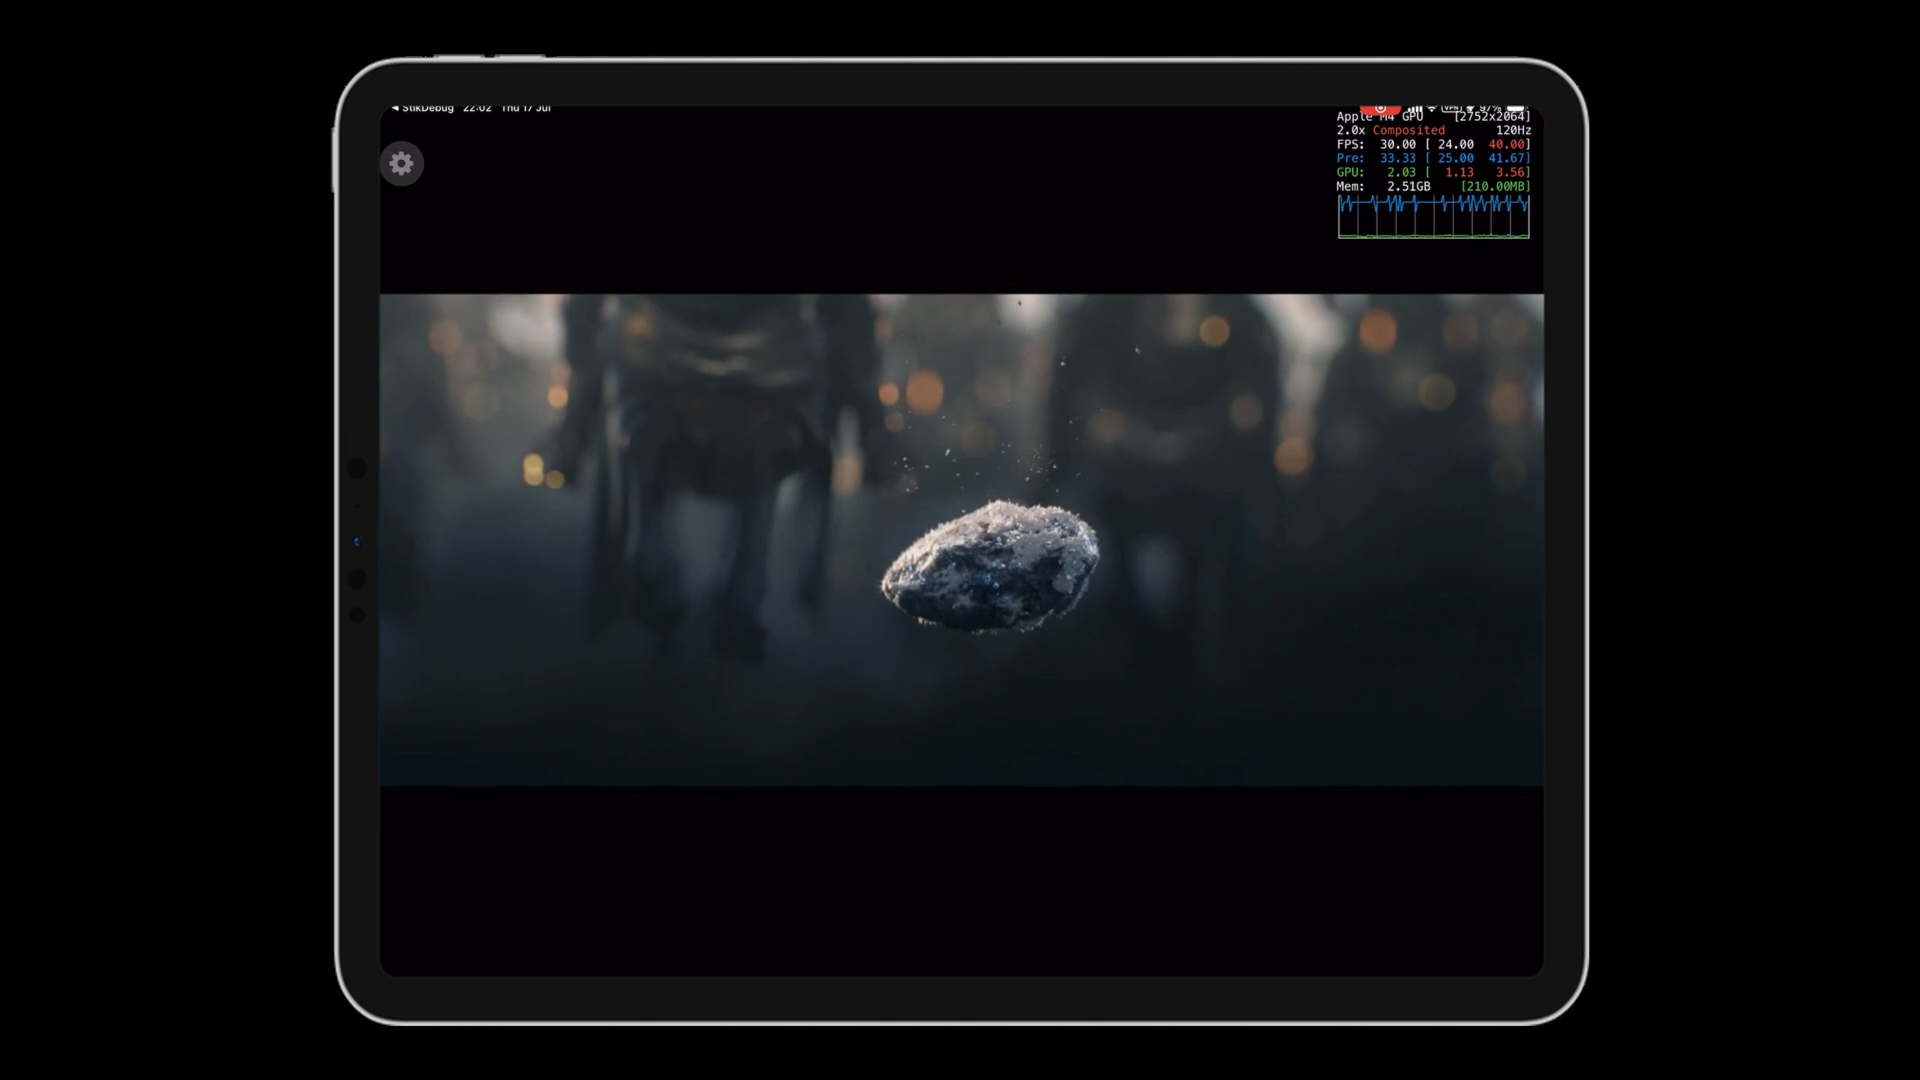 ◀ StikDebug 22:02 Thu 17 Jul
VPN 97%
Apple M4 GPU [2752x2064]
2.0x Composited 120Hz
FPS: 30.00 [ 24.00 40.00]
Pre: 33.33 [ 25.00 41.67]
GPU: 2.03 [ 1.13 3.56]
Mem: 2.51GB [210.00MB]